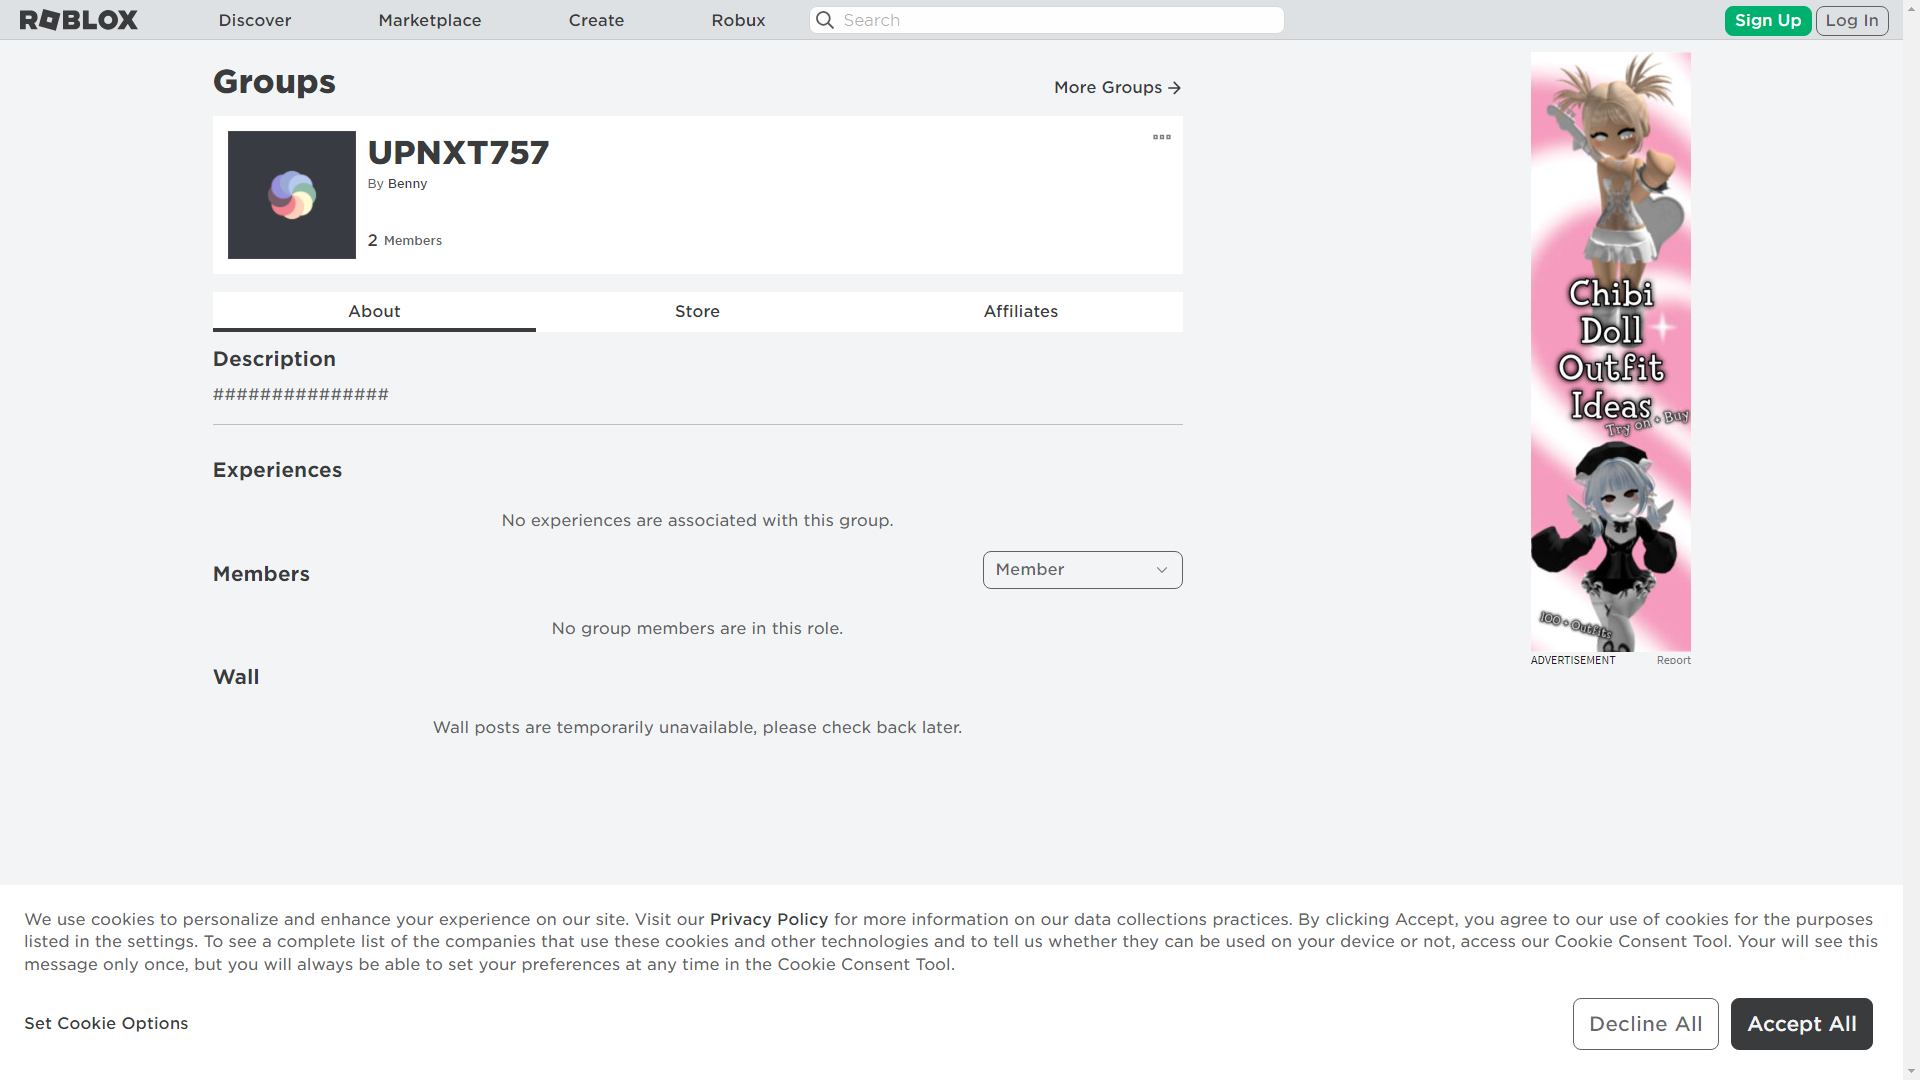 ROBLOX
Discover
Marketplace
Create
Robux
Search
Sign Up
Log In
Groups
More Groups
UPNXT757
By Benny
2 Members
About
Store
Affiliates
Description
###############
Experiences
No experiences are associated with this group.
Members
Member
No group members are in this role.
Wall
Wall posts are temporarily unavailable, please check back later.
Chibi
Doll
Outfit
Ideas
Try on + Buy
100 + Outfits
ADVERTISEMENT
Report
We use cookies to personalize and enhance your experience on our site. Visit our Privacy Policy for more information on our data collections practices. By clicking Accept, you agree to our use of cookies for the purposes
listed in the settings. To see a complete list of the companies that use these cookies and other technologies and to tell us whether they can be used on your device or not, access our Cookie Consent Tool. Your will see this
message only once, but you will always be able to set your preferences at any time in the Cookie Consent Tool.
Set Cookie Options
Decline All
Accept All